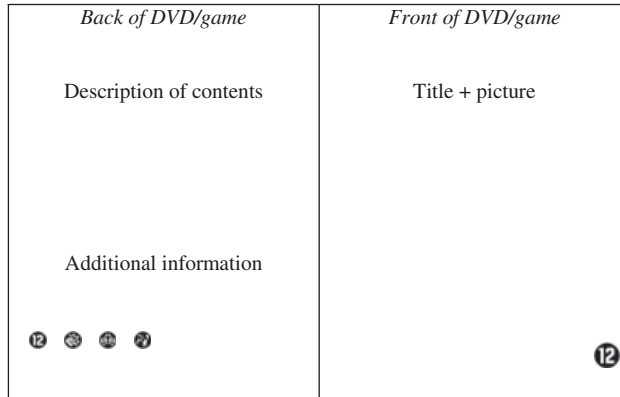 Back of DVD/game
Front of DVD/game
Description of contents
Title + picture
Additional information
12
12